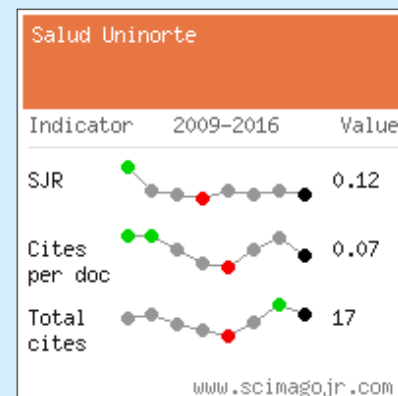 Salud Uninorte
Indicator 2009-2016 Value
SJR 0.12
Cites per doc 0.07
Total cites 17
www.scimagojr.com